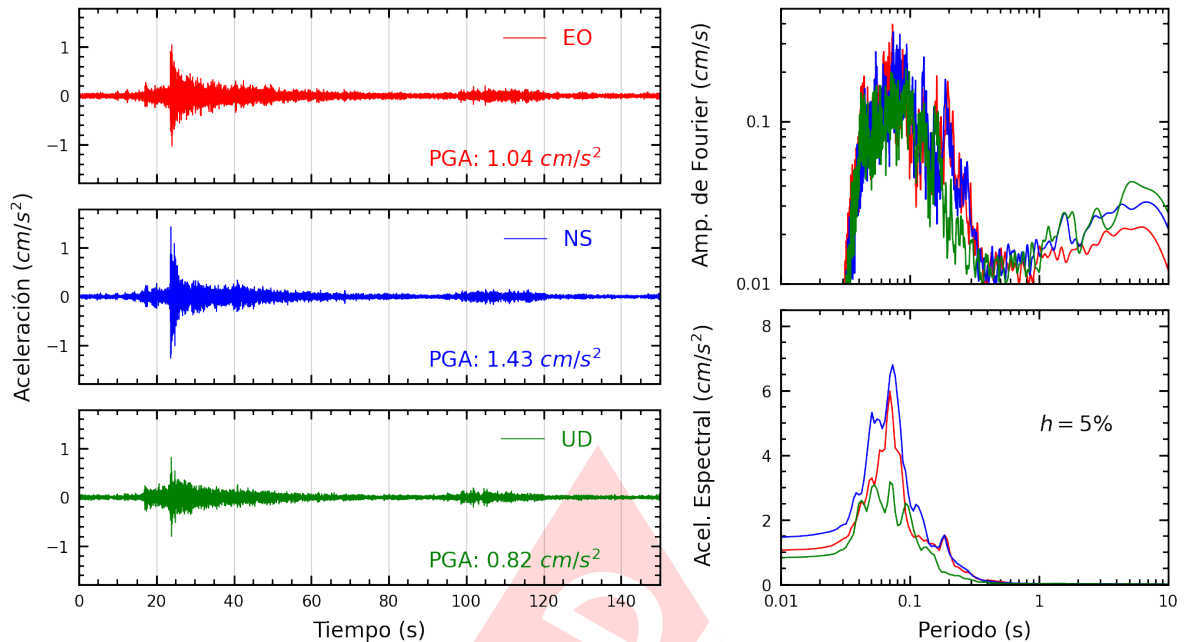 Aceleración (cm/s²)
1
0
−1
EO
PGA: 1.04 cm/s²
1
0
−1
NS
PGA: 1.43 cm/s²
1
0
−1
UD
PGA: 0.82 cm/s²
0 20 40 60 80 100 120 140
Tiempo (s)
Amp. de Fourier (cm/s)
0.1
0.01
Acel. Espectral (cm/s²)
8
6
4
2
0
h = 5%
0.01 0.1 1 10
Periodo (s)